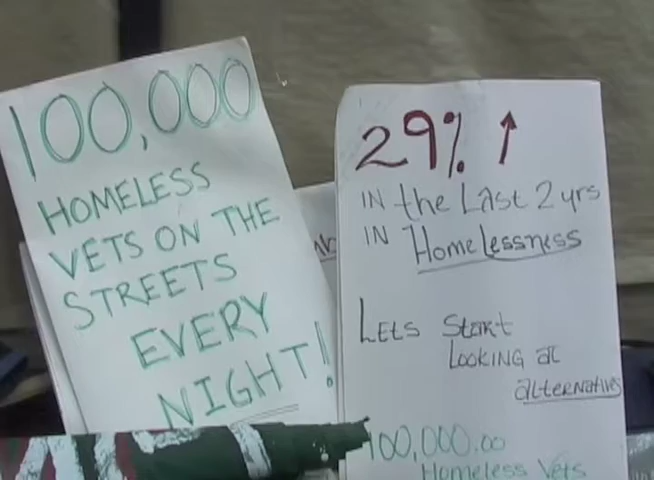 100,000
HOMELESS
VETS ON THE
STREETS
EVERY
NIGHT!
29% ↑
IN the Last 2 yrs
IN Homelessness
LETS Start
LOOKING at
alternatives
100,000.00
Homeless Vets